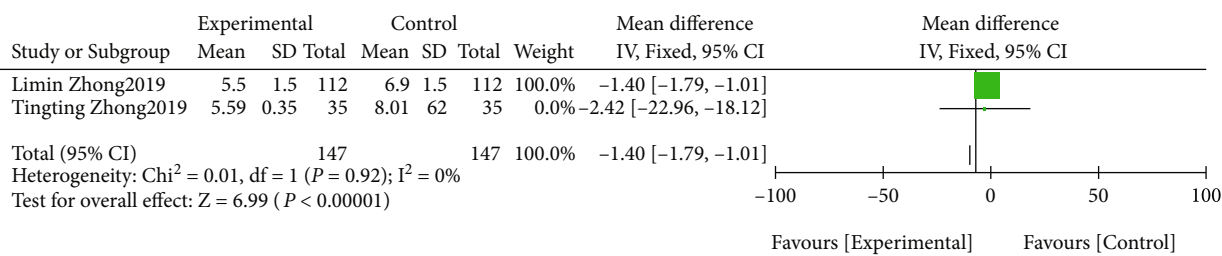 Experimental Control Mean difference Mean difference
Study or Subgroup Mean SD Total Mean SD Total Weight IV, Fixed, 95% CI IV, Fixed, 95% CI
Limin Zhong2019 5.5 1.5 112 6.9 1.5 112 100.0% −1.40 [−1.79, −1.01]
Tingting Zhong2019 5.59 0.35 35 8.01 62 35 0.0% −2.42 [−22.96, −18.12]
Total (95% CI) 147 147 100.0% −1.40 [−1.79, −1.01]
Heterogeneity: Chi² = 0.01, df = 1 (P = 0.92); I² = 0%
Test for overall effect: Z = 6.99 (P < 0.00001)
−100 −50 0 50 100
Favours [Experimental] Favours [Control]